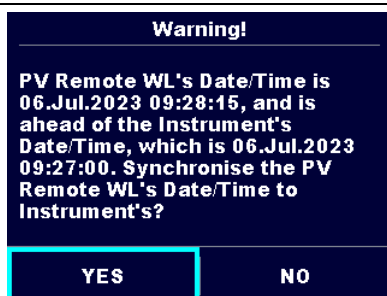 Warning!
PV Remote WL's Date/Time is
06.Jul.2023 09:28:15, and is
ahead of the Instrument's
Date/Time, which is 06.Jul.2023
09:27:00. Synchronise the PV
Remote WL's Date/Time to
Instrument's?
YES NO